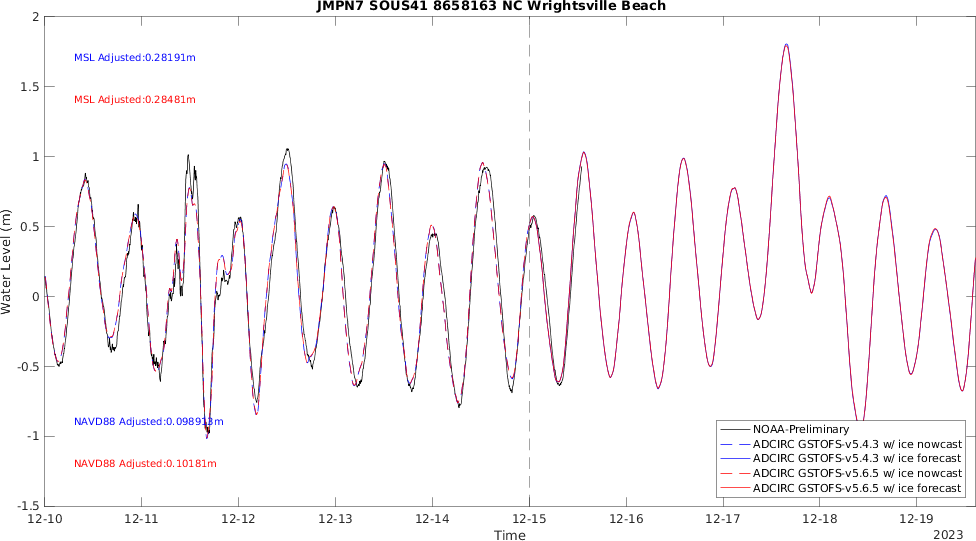 JMPN7 SOUS41 8658163 NC Wrightsville Beach
2
1.5
1
0.5
0
-0.5
-1
-1.5
Water Level (m)
MSL Adjusted:0.28191m
MSL Adjusted:0.28481m
NAVD88 Adjusted:0.098913m
NAVD88 Adjusted:0.10181m
NOAA-Preliminary
ADCIRC GSTOFS-v5.4.3 w/ ice nowcast
ADCIRC GSTOFS-v5.4.3 w/ ice forecast
ADCIRC GSTOFS-v5.6.5 w/ ice nowcast
ADCIRC GSTOFS-v5.6.5 w/ ice forecast
12-10 12-11 12-12 12-13 12-14 12-15 12-16 12-17 12-18 12-19
Time
2023